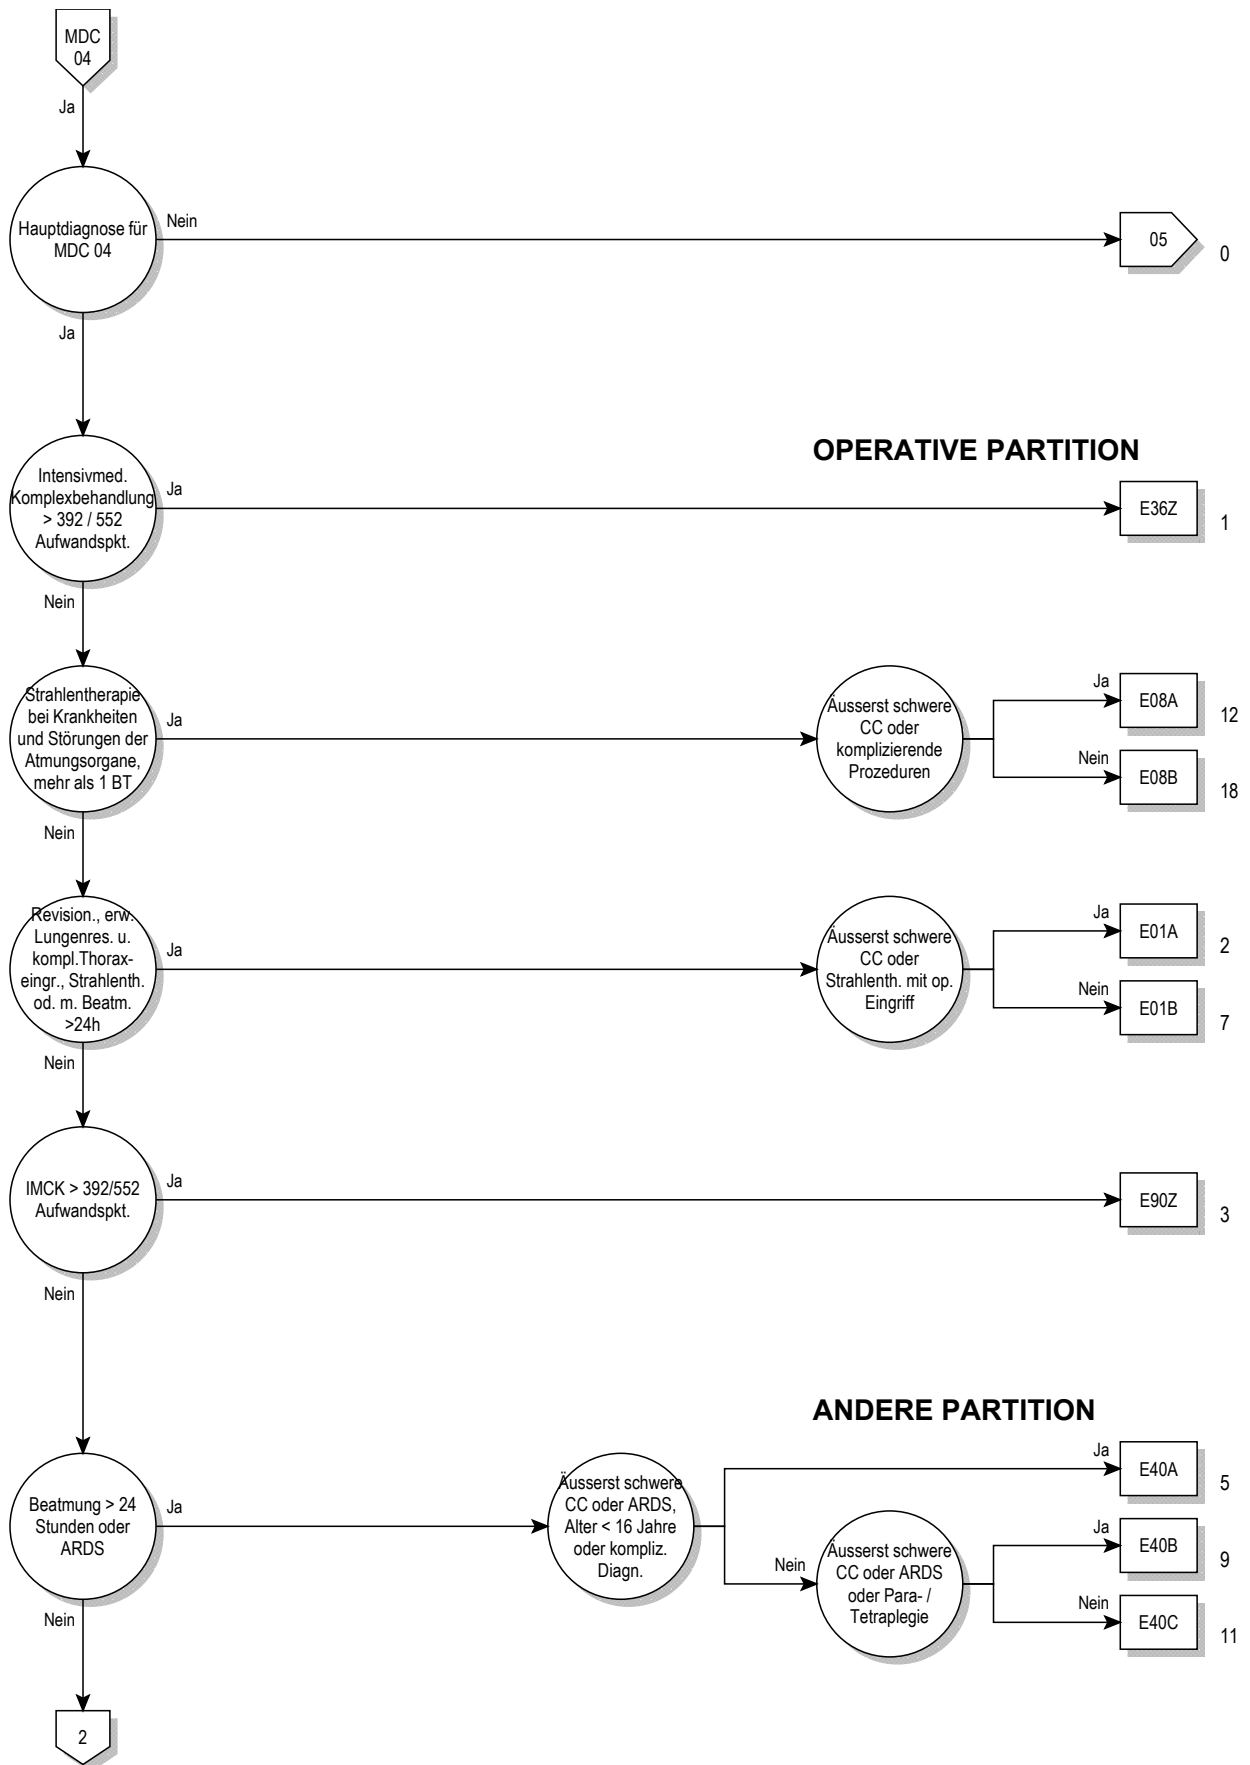 MDC
04
Ja
Hauptdiagnose für
MDC 04
Nein
05
0
Ja
OPERATIVE PARTITION
Intensivmed.
Komplexbehandlung
> 392 / 552
Aufwandspkt.
Ja
E36Z
1
Nein
Strahlentherapie
bei Krankheiten
und Störungen der
Atmungsorgane,
mehr als 1 BT
Ja
Äusserst schwere
CC oder
komplizierende
Prozeduren
Ja
E08A
12
Nein
E08B
18
Nein
Revision., erw.
Lungenres. u.
kompl.Thorax-
eingr., Strahlenth.
od. m. Beatm.
>24h
Ja
Äusserst schwere
CC oder
Strahlenth. mit op.
Eingriff
Ja
E01A
2
Nein
E01B
7
Nein
IMCK > 392/552
Aufwandspkt.
Ja
E90Z
3
Nein
ANDERE PARTITION
Beatmung > 24
Stunden oder
ARDS
Ja
Äusserst schwere
CC oder ARDS,
Alter < 16 Jahre
oder kompliz.
Diagn.
Ja
E40A
5
Nein
Äusserst schwere
CC oder ARDS
oder Para- /
Tetraplegie
Ja
E40B
9
Nein
E40C
11
Nein
2